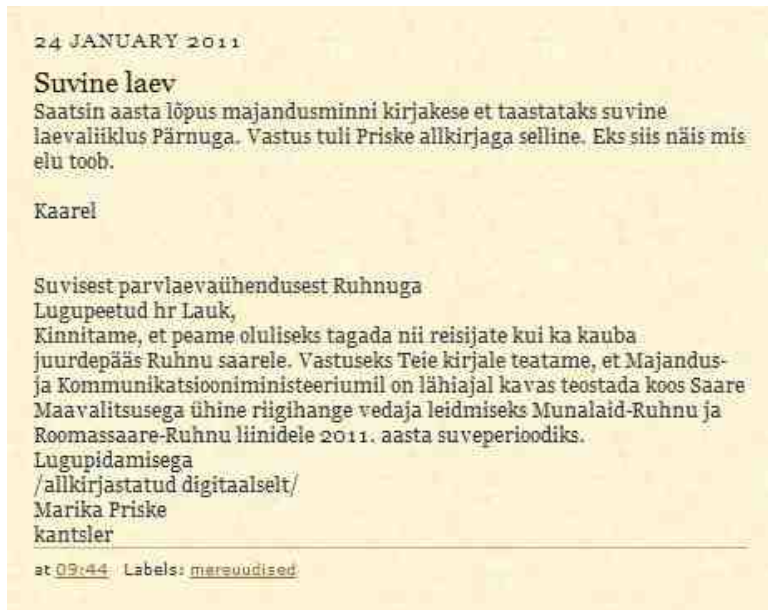 24 JANUARY 2011
Suvine laev
Saatsin aasta lõpus majandusminni kirjakese et taastataks suvine
laevaliiklus Pärnuga. Vastus tuli Priske allkirjaga selline. Eks siis näis mis
elu toob.
Kaarel
Suvisest parvlaevaühendusest Ruhnuga
Lugupeetud hr Lauk,
Kinnitame, et peame oluliseks tagada nii reisijate kui ka kauba
juurdepääs Ruhnu saarele. Vastuseks Teie kirjale teatame, et Majandus-
ja Kommunikatsiooniministeeriumil on lähiajal kavas teostada koos Saare
Maavalitsusega ühine riigihange vedaja leidmiseks Munalaid-Ruhnu ja
Roomassaare-Ruhnu liinidele 2011. aasta suveperioodiks.
Lugupidamisega
/allkirjastatud digitaalselt/
Marika Priske
kantsler
at 09:44 Labels: mereuudised